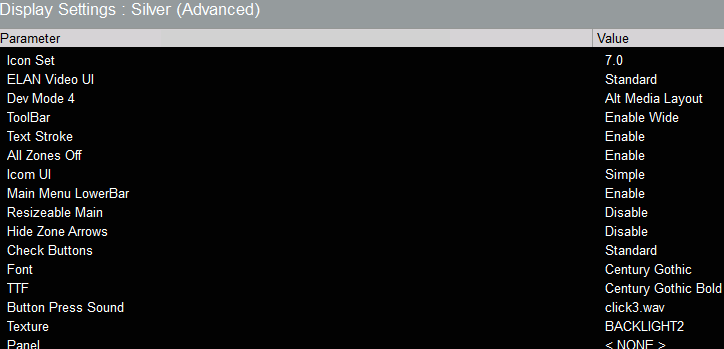 Display Settings : Silver (Advanced)
Parameter Value
Icon Set 7.0
ELAN Video UI Standard
Dev Mode 4 Alt Media Layout
ToolBar Enable Wide
Text Stroke Enable
All Zones Off Enable
Icom UI Simple
Main Menu LowerBar Enable
Resizeable Main Disable
Hide Zone Arrows Disable
Check Buttons Standard
Font Century Gothic
TTF Century Gothic Bold
Button Press Sound click3.wav
Texture BACKLIGHT2
Panel < NONE >